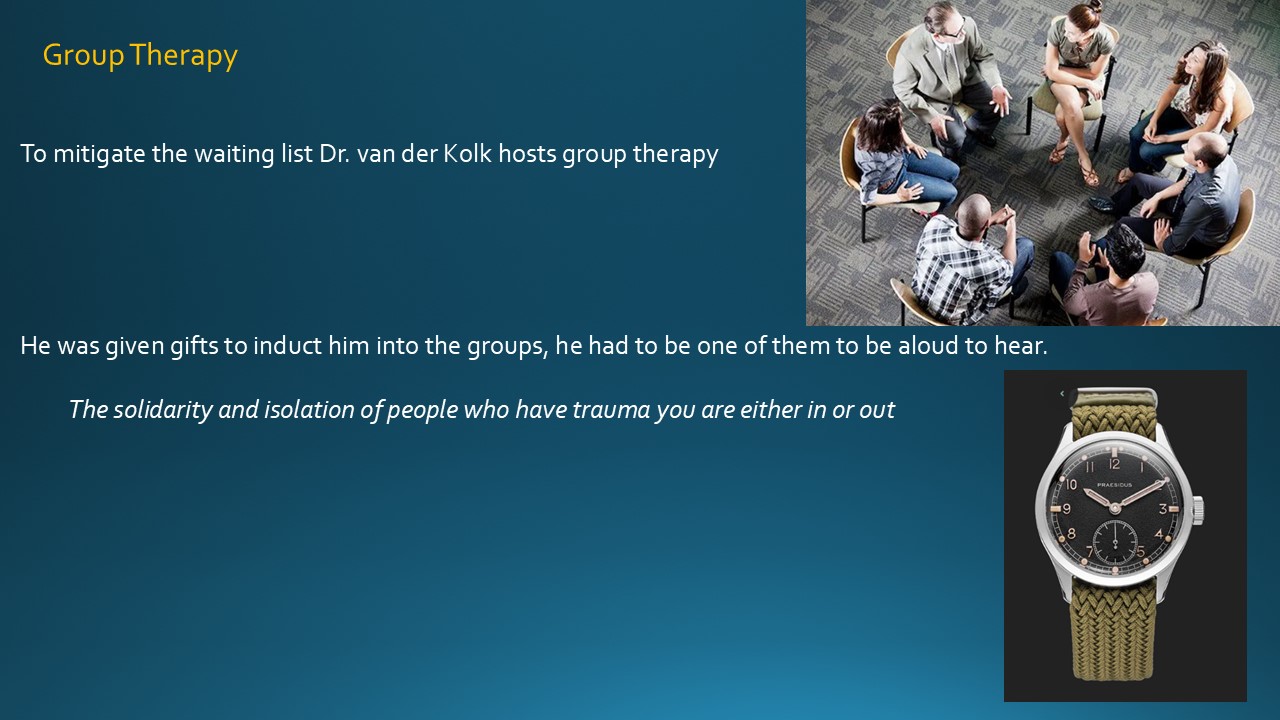 Group Therapy
To mitigate the waiting list Dr. van der Kolk hosts group therapy
He was given gifts to induct him into the groups, he had to be one of them to be aloud to hear.
The solidarity and isolation of people who have trauma you are either in or out
12
11
1
10
PRAESIDUS
9
3
8
4
7
5